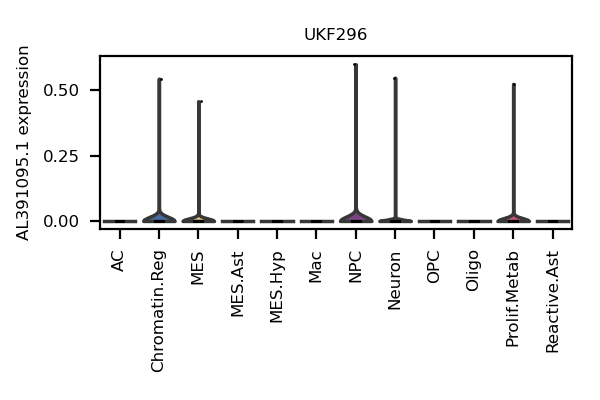 UKF296
AL391095.1 expression
0.50
0.25
0.00
AC
Chromatin.Reg
MES
MES.Ast
MES.Hyp
Mac
NPC
Neuron
OPC
Oligo
Prolif.Metab
Reactive.Ast